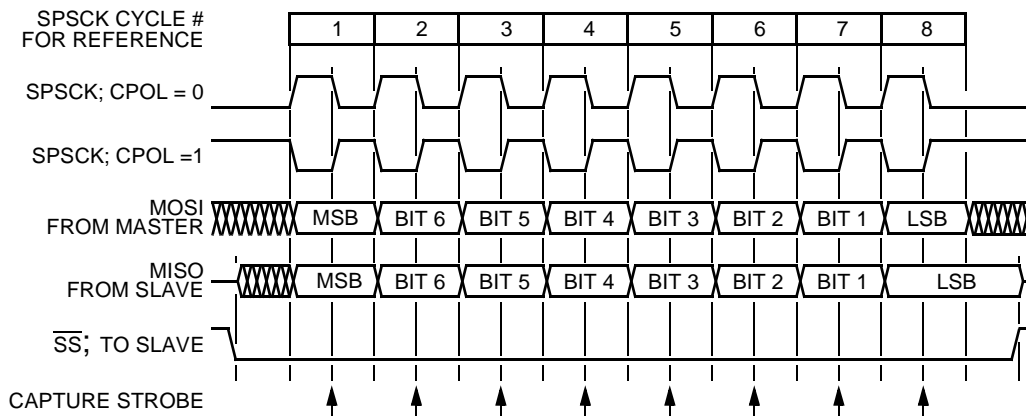 SPSCK CYCLE #
FOR REFERENCE
1 2 3 4 5 6 7 8
SPSCK; CPOL = 0
SPSCK; CPOL =1
MOSI
FROM MASTER
MSB BIT 6 BIT 5 BIT 4 BIT 3 BIT 2 BIT 1 LSB
MISO
FROM SLAVE
MSB BIT 6 BIT 5 BIT 4 BIT 3 BIT 2 BIT 1 LSB
SS; TO SLAVE
CAPTURE STROBE